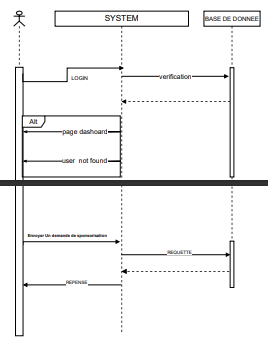 SYSTEM
BASE DE DONNEE
LOGIN
verification
Alt
page dashoard
user not found
Envoyer Un demande de sponsorisation
REQUETTE
REPENSE